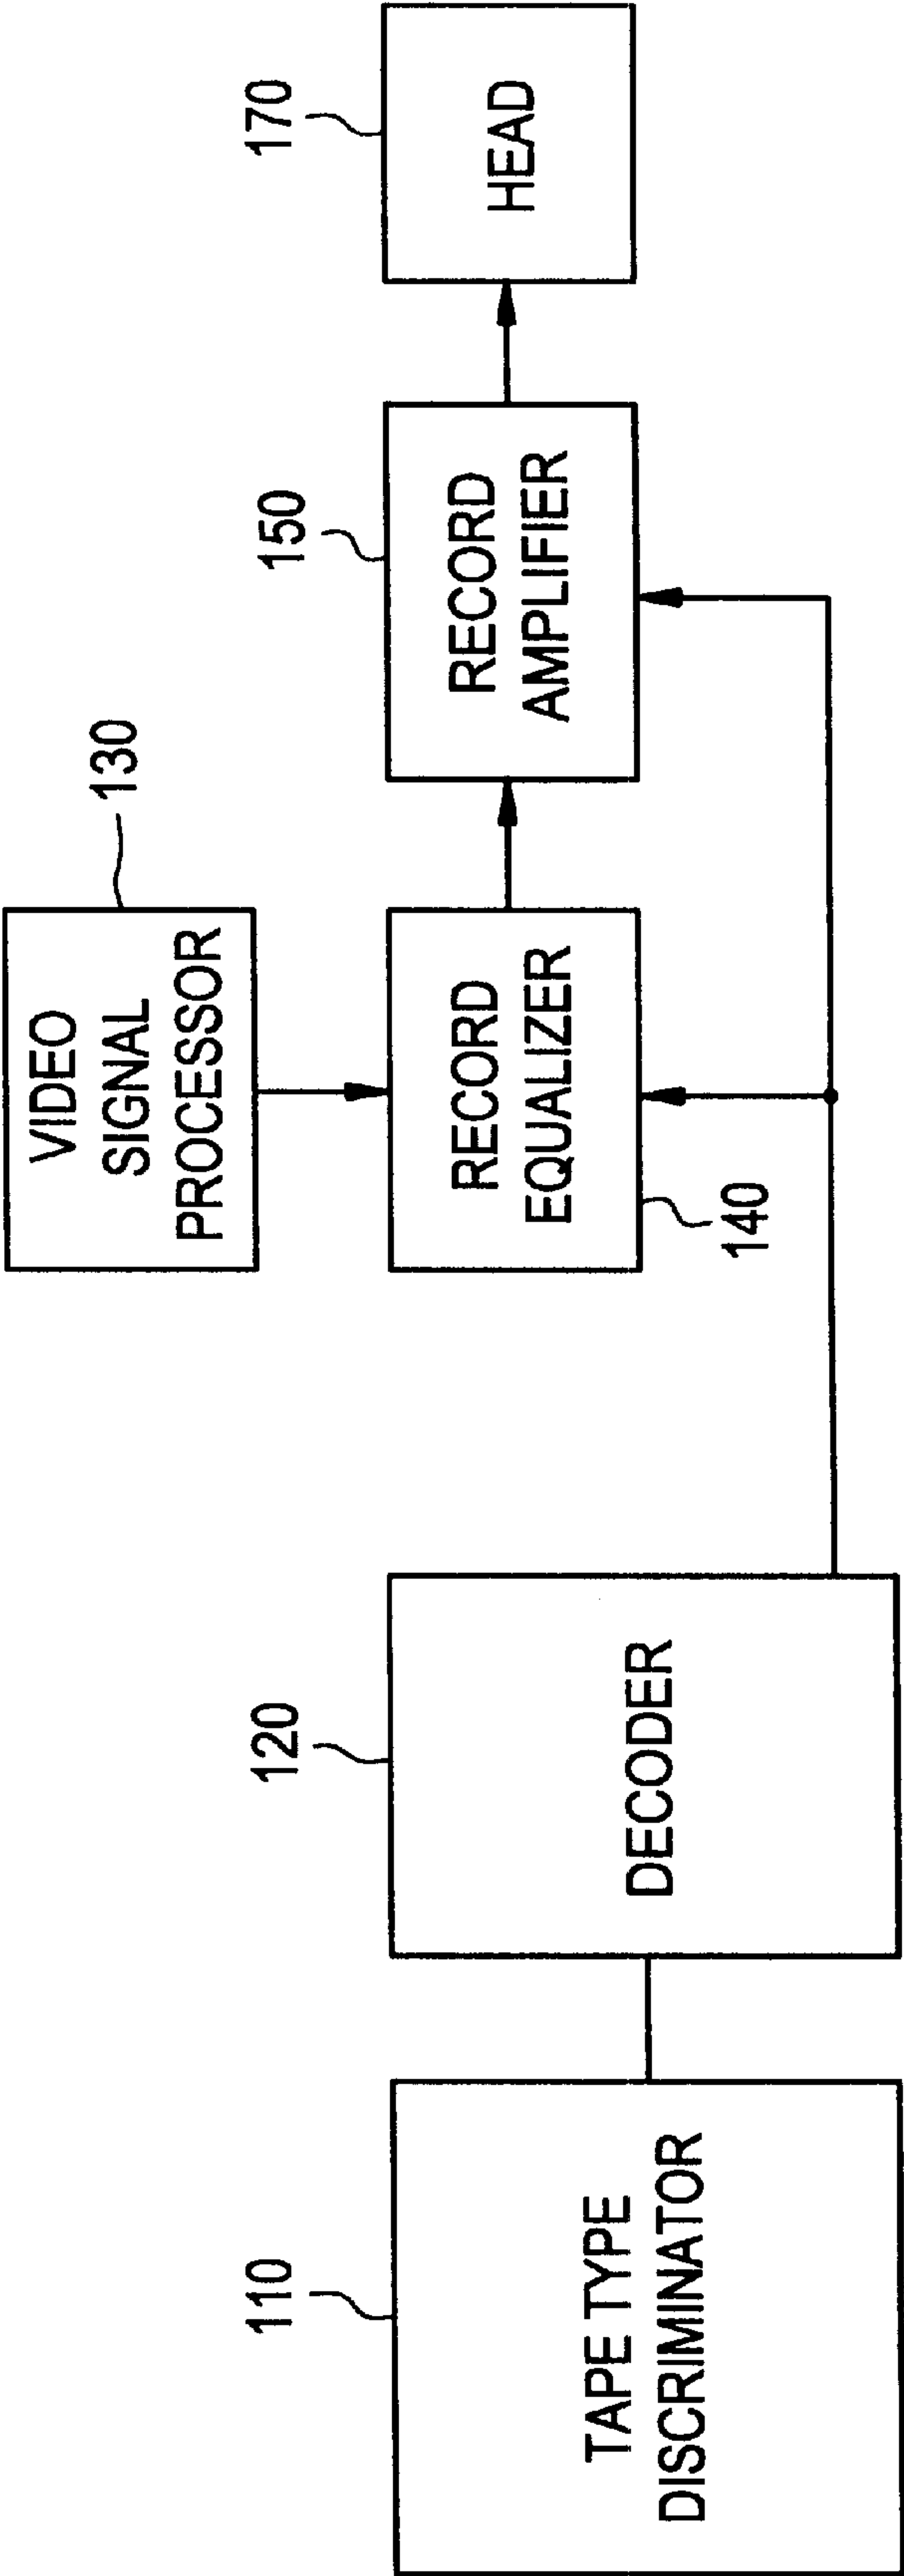 130
VIDEO
SIGNAL
PROCESSOR
110
TAPE TYPE
DISCRIMINATOR
120
DECODER
140
RECORD
EQUALIZER
150
RECORD
AMPLIFIER
170
HEAD